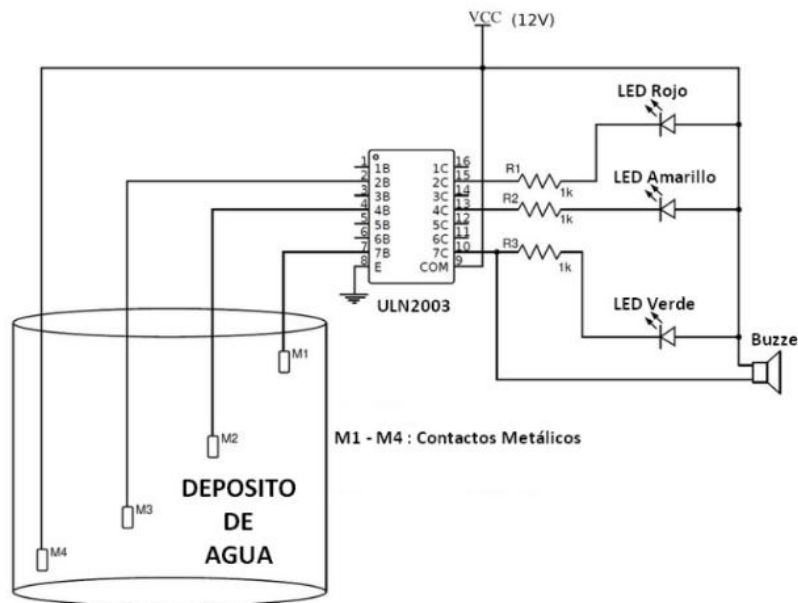 VCC (12V)
LED Rojo
LED Amarillo
LED Verde
Buzze
R1
1k
R2
1k
R3
1k
1 1B 1C 16
2 2B 2C 15
3 3B 3C 14
4 4B 4C 13
5 5B 5C 12
6 6B 6C 11
7 7B 7C 10
8 E COM 9
ULN2003
M1
M2
M3
M4
M1 - M4 : Contactos Metálicos
DEPOSITO
DE
AGUA